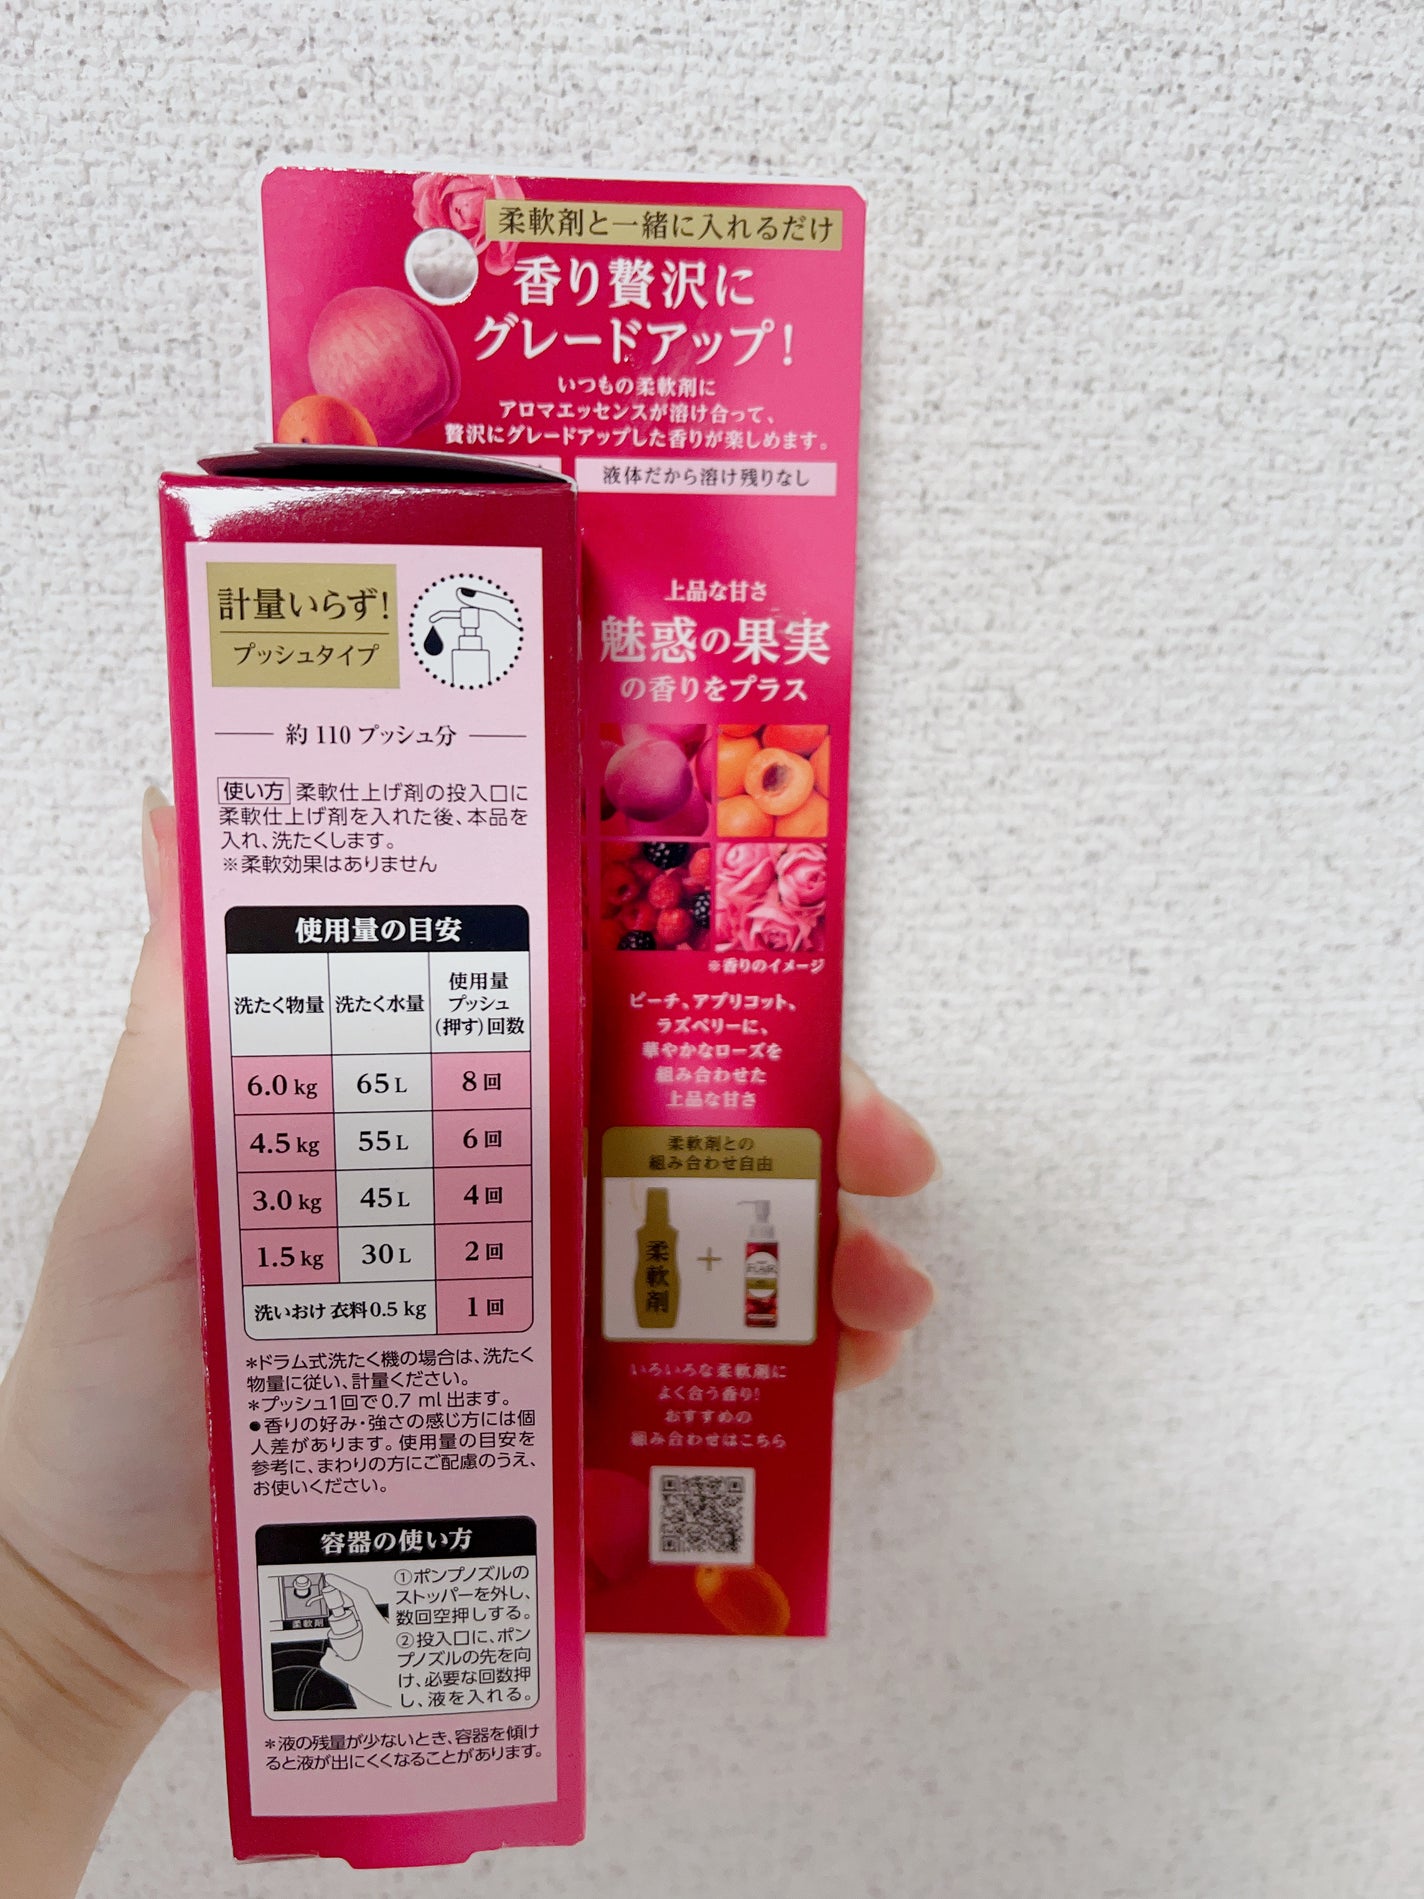 柔軟剤と一緒に入れるだけ
香り贅沢に
グレードアップ!
いつもの柔軟剤に
アロマエッセンスが溶け合って、
贅沢にグレードアップした香りが楽しめます。
液体だから溶け残りなし
上品な甘さ
魅惑の果実
の香りをプラス
※香りのイメージ
ピーチ、アプリコット、
ラズベリーに、
華やかなローズを
組み合わせた
上品な甘さ
柔軟剤との
組み合わせ自由
柔軟剤
+
FLAIR
いろいろな柔軟剤に
よく合う香り!
おすすめの
組み合わせはこちら
計量いらず!
プッシュタイプ
約110プッシュ分
使い方 柔軟仕上げ剤の投入口に
柔軟仕上げ剤を入れた後、本品を
入れ、洗たくします。
※柔軟効果はありません
使用量の目安
洗たく物量 洗たく水量 使用量
プッシュ
(押す)回数
6.0 kg 65 L 8回
4.5 kg 55 L 6回
3.0 kg 45 L 4回
1.5 kg 30 L 2回
洗いおけ 衣料0.5 kg 1回
*ドラム式洗たく機の場合は、洗たく
物量に従い、計量ください。
*プッシュ1回で0.7 ml 出ます。
●香りの好み・強さの感じ方には個
人差があります。使用量の目安を
参考に、まわりの方にご配慮のうえ、
お使いください。
容器の使い方
①ポンプノズルの
ストッパーを外し、
数回空押しする。
②投入口に、ポン
プノズルの先を向
け、必要な回数押
し、液を入れる。
柔軟剤
*液の残量が少ないとき、容器を傾け
ると液が出にくくなることがあります。